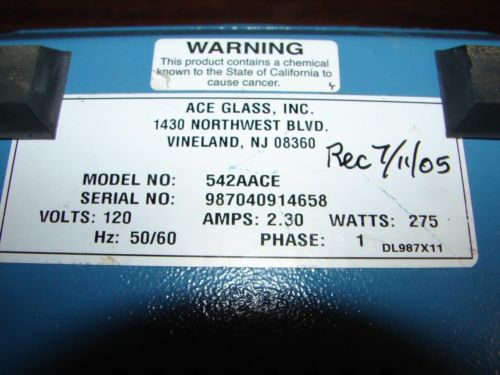 WARNING
This product contains a chemical
known to the State of California to
cause cancer.
ACE GLASS, INC.
1430 NORTHWEST BLVD.
VINELAND, NJ 08360
Rec 7/11/05
MODEL NO: 542AACE
SERIAL NO: 987040914658
VOLTS: 120 AMPS: 2.30 WATTS: 275
Hz: 50/60 PHASE: 1 DL987X11